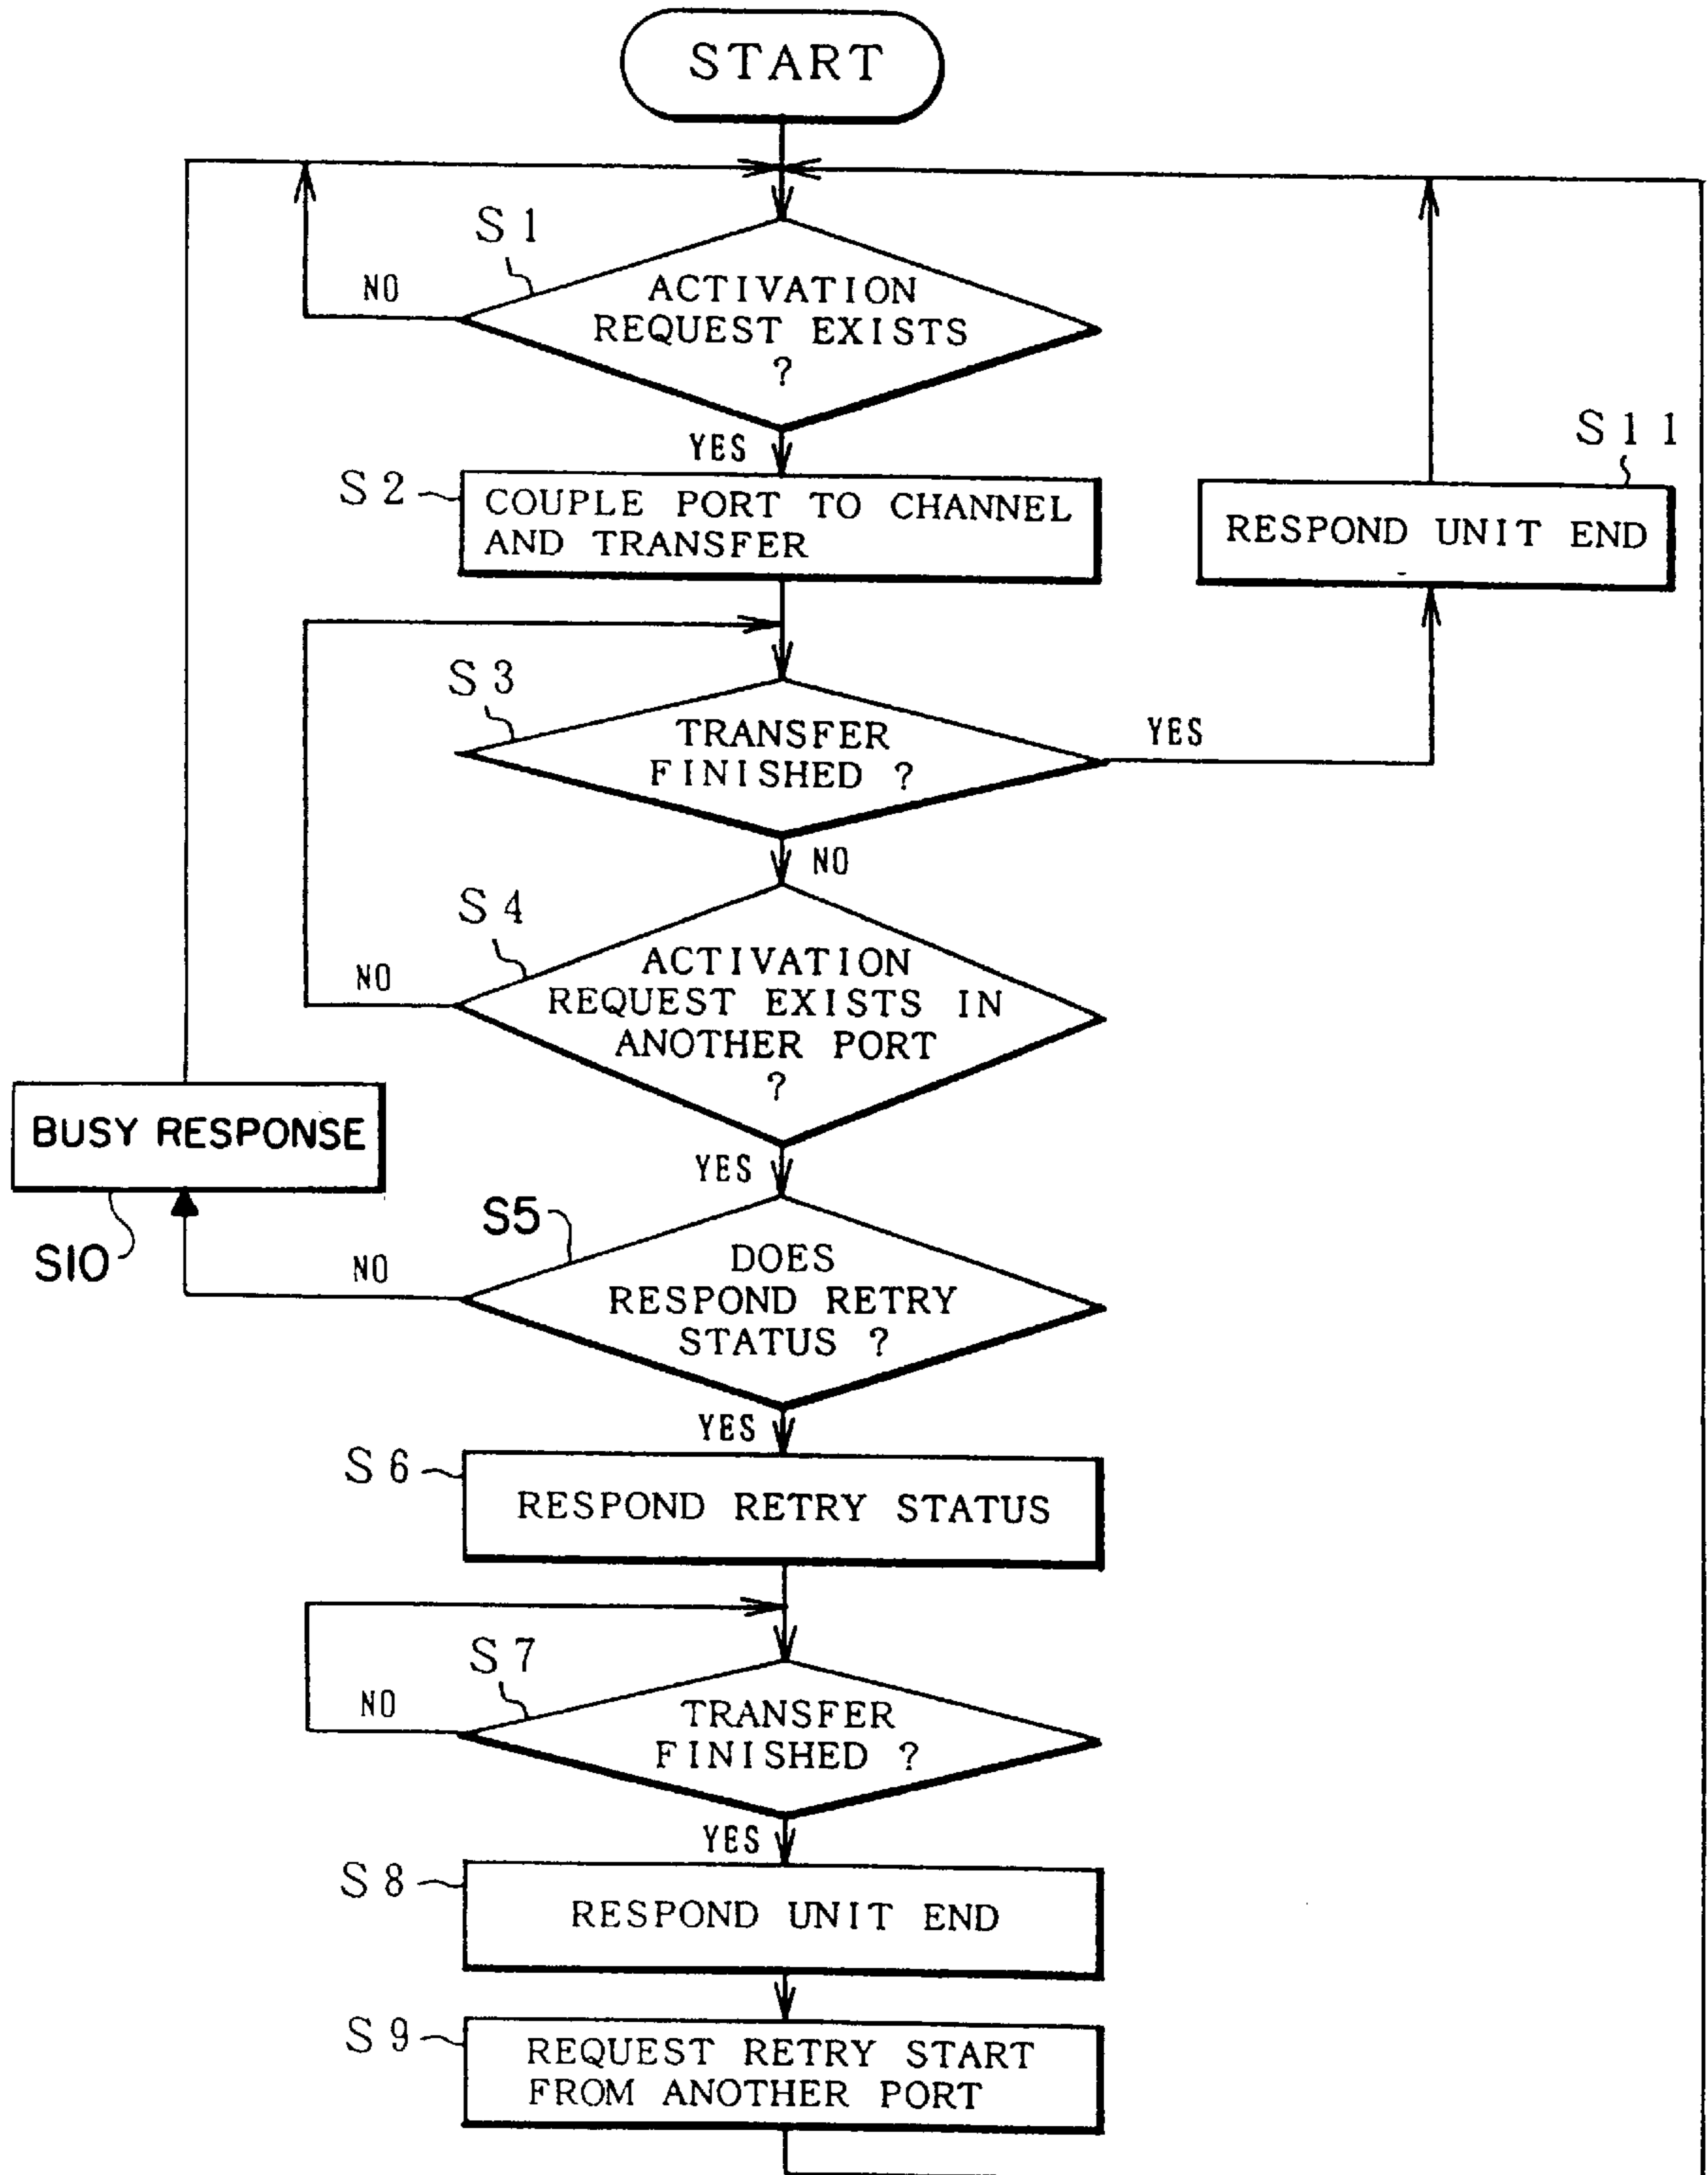 START
S1
NO
ACTIVATION
REQUEST EXISTS
?
YES
S2
COUPLE PORT TO CHANNEL
AND TRANSFER
S11
RESPOND UNIT END
S3
TRANSFER
FINISHED ?
YES
NO
S4
NO
ACTIVATION
REQUEST EXISTS IN
ANOTHER PORT
?
YES
BUSY RESPONSE
S10
S5
NO
DOES
RESPOND RETRY
STATUS ?
YES
S6
RESPOND RETRY STATUS
S7
NO
TRANSFER
FINISHED ?
YES
S8
RESPOND UNIT END
S9
REQUEST RETRY START
FROM ANOTHER PORT